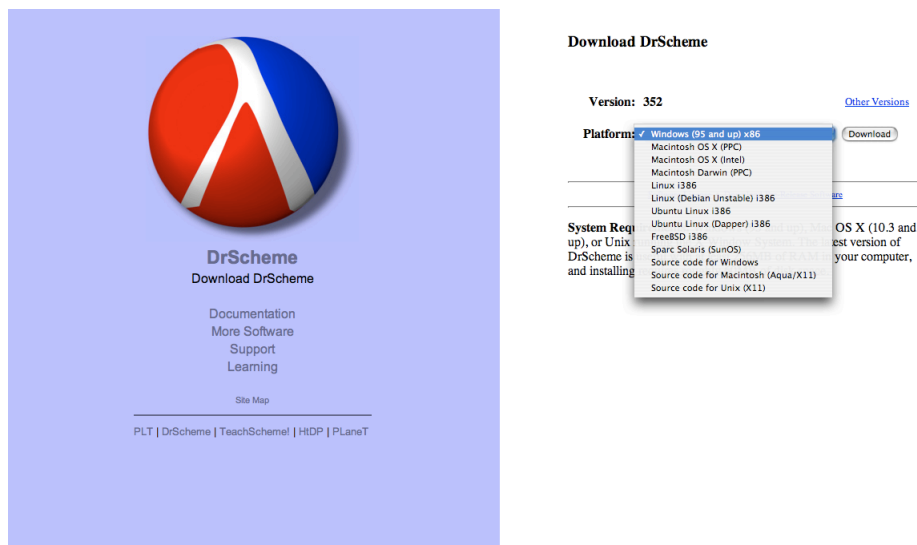 DrScheme
Download DrScheme
Documentation
More Software
Support
Learning
Site Map
PLT | DrScheme | TeachScheme! | HtDP | PLaneT
Download DrScheme
Version: 352
Other Versions
Platform:
✓ Windows (95 and up) x86
Download
Macintosh OS X (PPC)
Macintosh OS X (Intel)
Macintosh Darwin (PPC)
Linux i386
Linux (Debian Unstable) i386
Ubuntu Linux i386
Ubuntu Linux (Dapper) i386
FreeBSD i386
Sparc Solaris (SunOS)
Source code for Windows
Source code for Macintosh (Aqua/X11)
Source code for Unix (X11)
System OS X (10.3 and
up), or Unix version of
DrScheme is your computer,
and installing